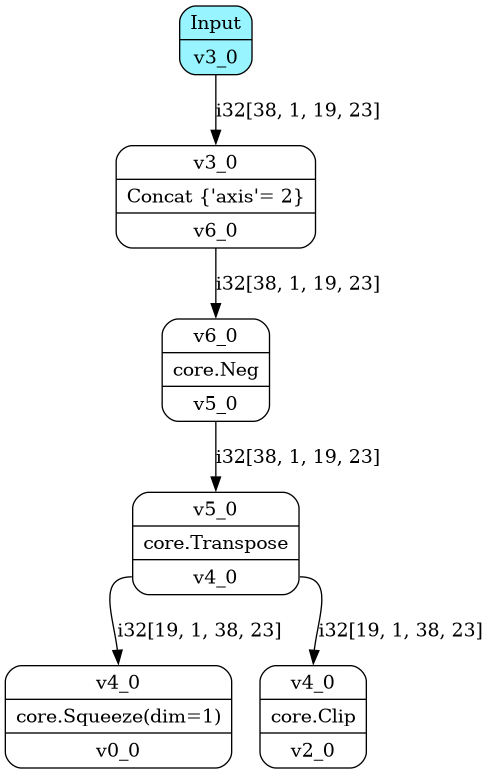 Input
v3_0
i32[38, 1, 19, 23]
v3_0
Concat {'axis'= 2}
v6_0
i32[38, 1, 19, 23]
v6_0
core.Neg
v5_0
i32[38, 1, 19, 23]
v5_0
core.Transpose
v4_0
i32[19, 1, 38, 23]
i32[19, 1, 38, 23]
v4_0
core.Squeeze(dim=1)
v0_0
v4_0
core.Clip
v2_0